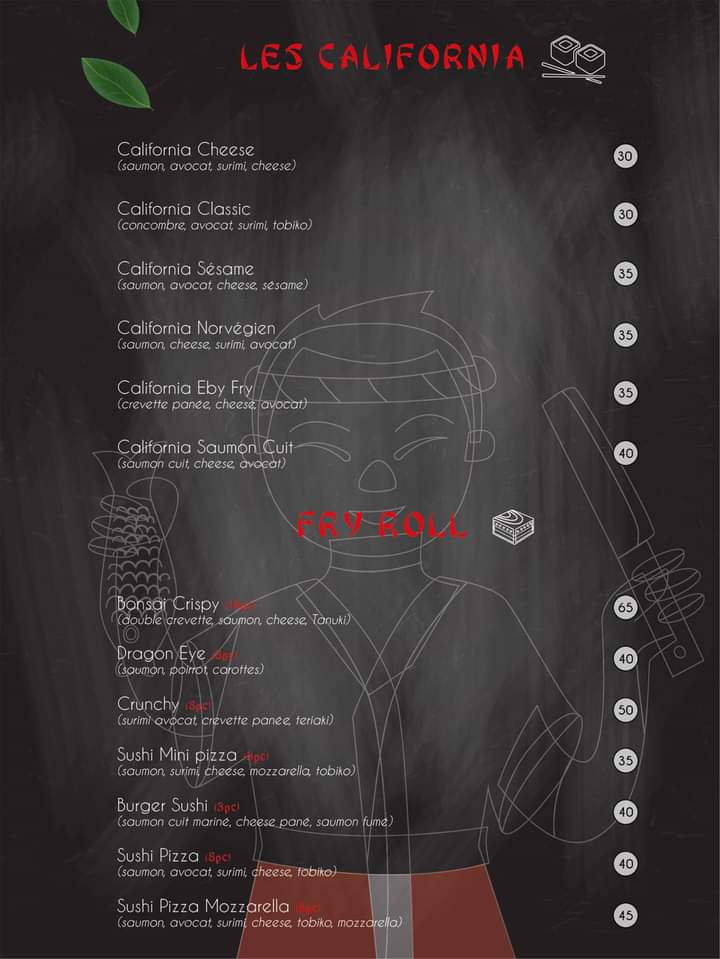 LES CALIFORNIA
California Cheese 30
(saumon, avocat, surimi, cheese)
California Classic 30
(concombre, avocat, surimi, tobiko)
California Sésame 35
(saumon, avocat, cheese, sésame)
California Norvégien 35
(saumon, cheese, surimi, avocat)
California Eby Fry 35
(crevette panée, cheese, avocat)
California Saumon Cuit 40
(saumon cuit, cheese, avocat)
FRY ROLL
Bonsai Crispy 65
(double crevette, saumon, cheese, Tanuki)
Dragon Eye 40
(saumon, poirrot, carottes)
Crunchy (8pc) 50
(surimi avocat, crevette panée, teriaki)
Sushi Mini pizza 35
(saumon, surimi, cheese, mozzarella, tobiko)
Burger Sushi (3pc) 40
(saumon cuit mariné, cheese pané, saumon fumé)
Sushi Pizza (8pc) 40
(saumon, avocat, surimi, cheese, tobiko)
Sushi Pizza Mozzarella 45
(saumon, avocat, surimi, cheese, tobiko, mozzarella)